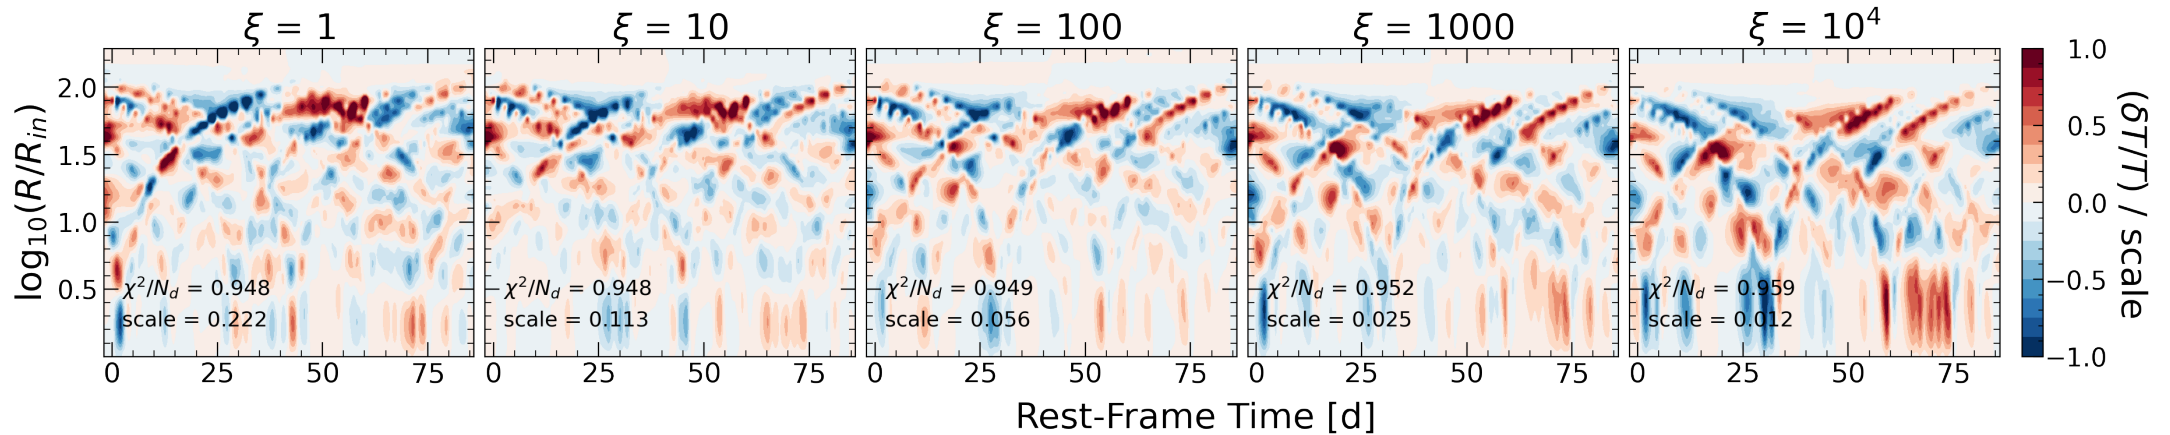 ξ = 1 ξ = 10 ξ = 100 ξ = 1000 ξ = 10⁴
log₁₀(R/Rᵢₙ)
2.0
1.5
1.0
0.5
χ²/N_d = 0.948
scale = 0.222
χ²/N_d = 0.948
scale = 0.113
χ²/N_d = 0.949
scale = 0.056
χ²/N_d = 0.952
scale = 0.025
χ²/N_d = 0.959
scale = 0.012
0 25 50 75 0 25 50 75 0 25 50 75 0 25 50 75 0 25 50 75
Rest-Frame Time [d]
1.0
0.5
0.0
−0.5
−1.0
(δT/T) / scale